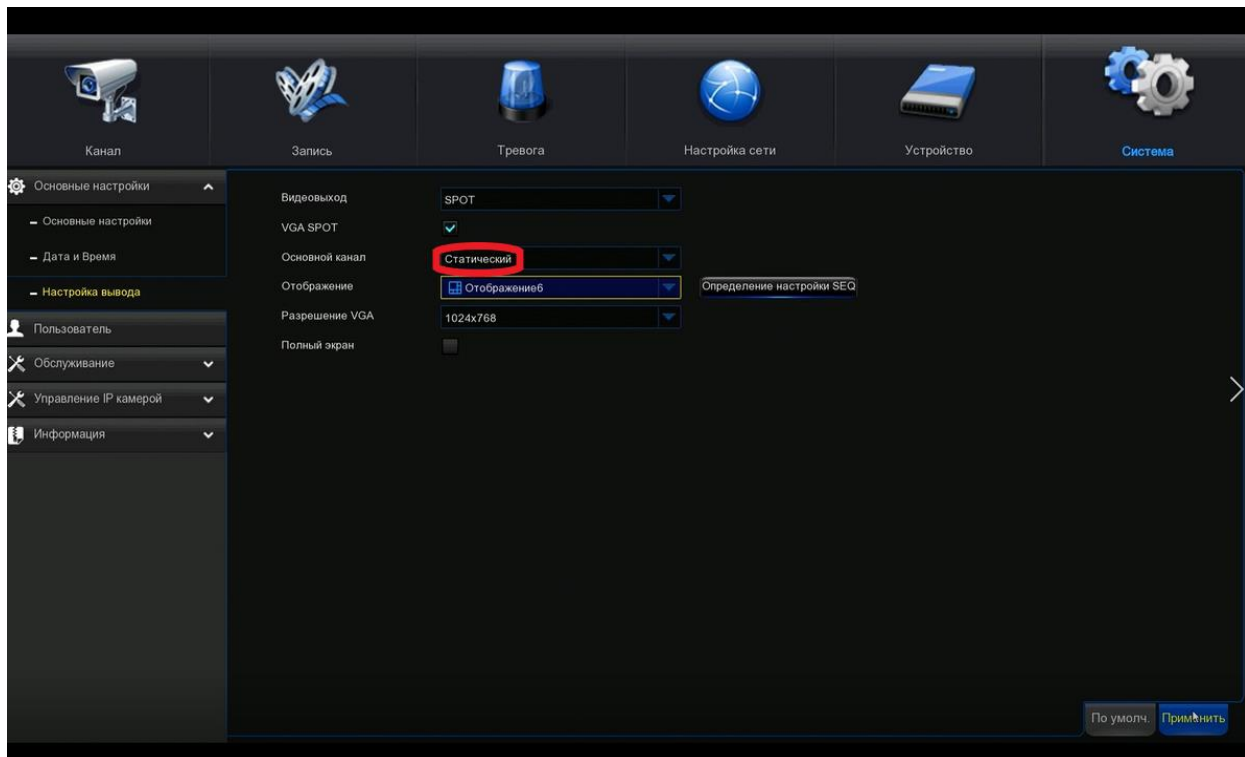 Канал
Запись
Тревога
Настройка сети
Устройство
Система
Основные настройки
Основные настройки
Дата и Время
Настройка вывода
Пользователь
Обслуживание
Управление IP камерой
Информация
Видеовыход SPOT
VGA SPOT
Основной канал Статический
Отображение Отображение6 Определение настройки SEQ
Разрешение VGA 1024x768
Полный экран
По умолч. Применить